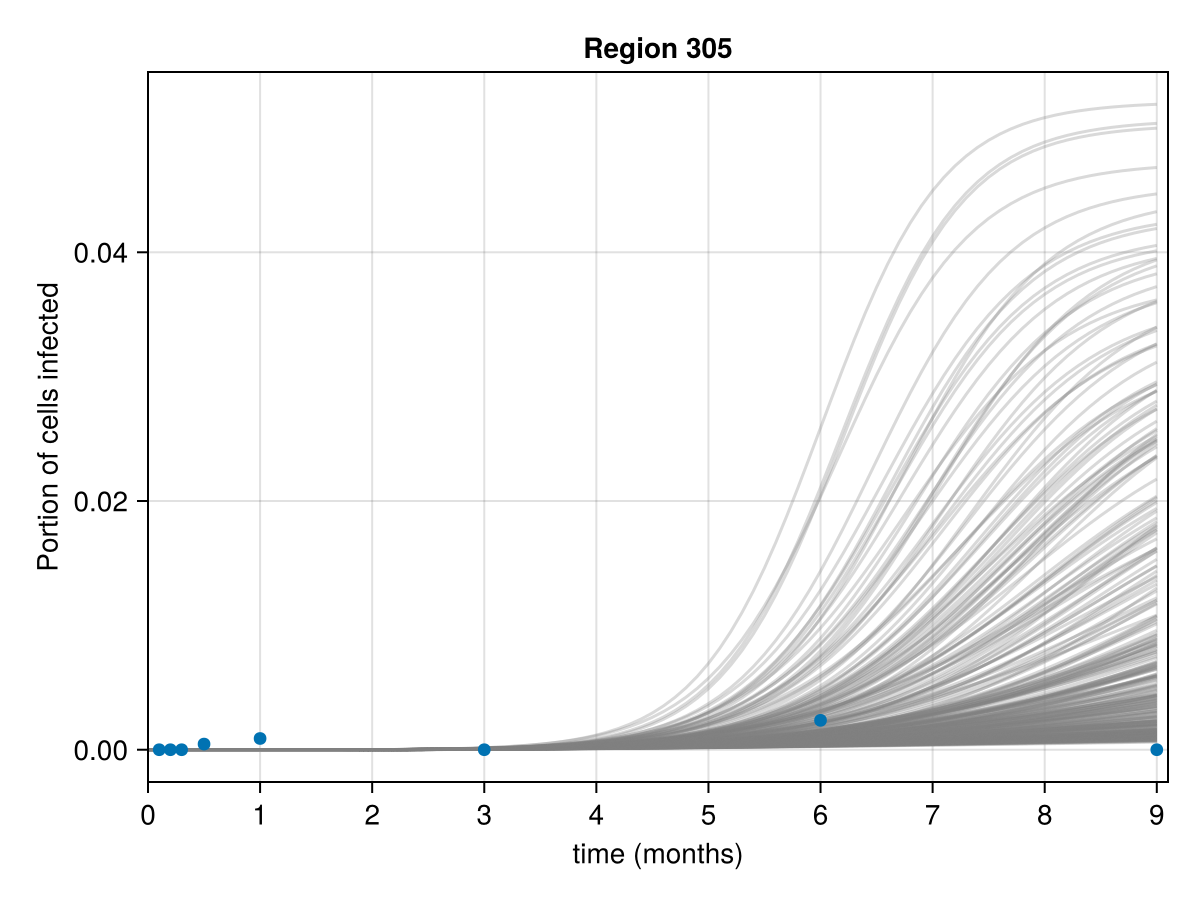 Region 305
Portion of cells infected
0.04
0.02
0.00
0 1 2 3 4 5 6 7 8 9
time (months)